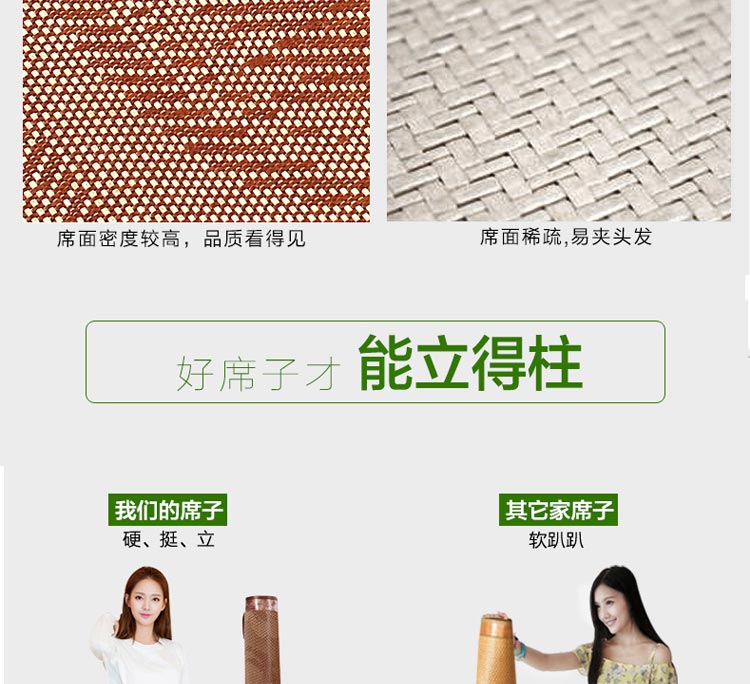 席面密度较高，品质看得见
席面稀疏,易夹头发
好席子才 能立得柱
我们的席子
硬、挺、立
其它家席子
软趴趴